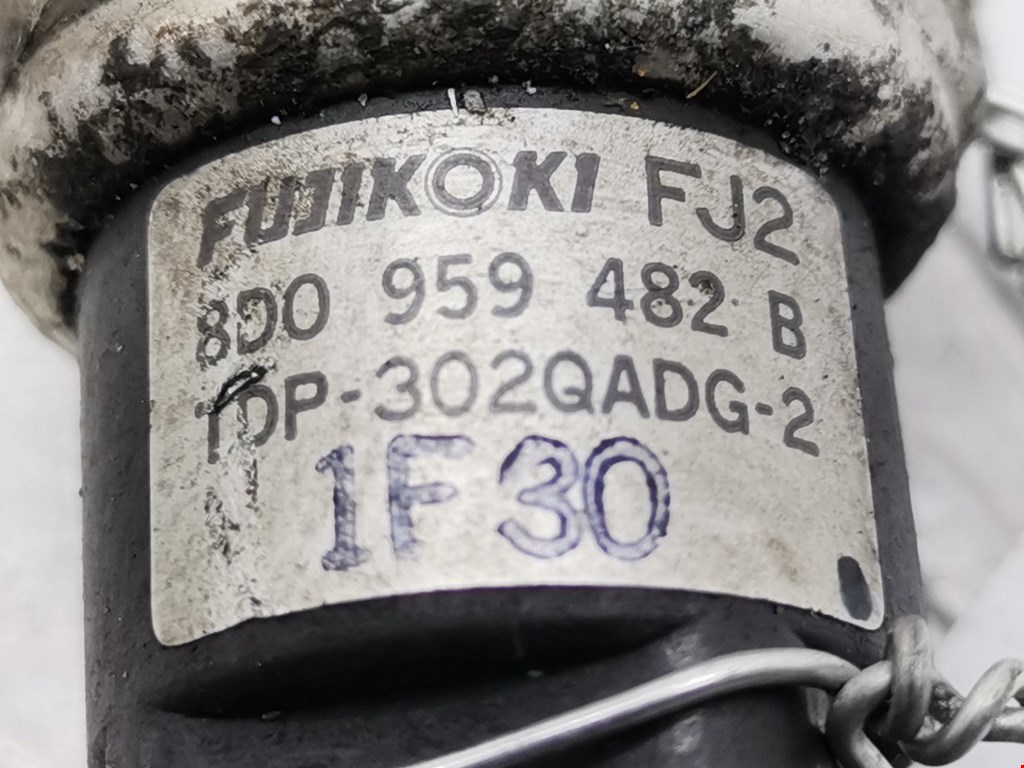 FUJIKOKI FJ2
8D0 959 482 B
TDP-302QADG-2
1F30